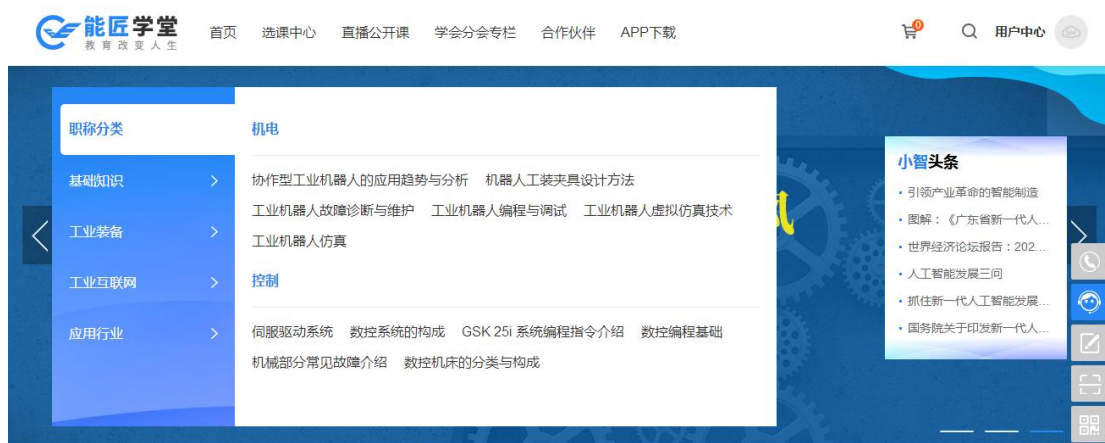 能匠学堂
教育改变人生
首页 选课中心 直播公开课 学会分会专栏 合作伙伴 APP下载
0
用户中心
职称分类
基础知识
工业装备
工业互联网
应用行业
机电
协作型工业机器人的应用趋势与分析 机器人工装夹具设计方法
工业机器人故障诊断与维护 工业机器人编程与调试 工业机器人虚拟仿真技术
工业机器人仿真
控制
伺服驱动系统 数控系统的构成 GSK 25i 系统编程指令介绍 数控编程基础
机械部分常见故障介绍 数控机床的分类与构成
小智头条
· 引领产业革命的智能制造
· 图解：《广东省新一代人...
· 世界经济论坛报告：202...
· 人工智能发展三问
· 抓住新一代人工智能发展...
· 国务院关于印发新一代人...